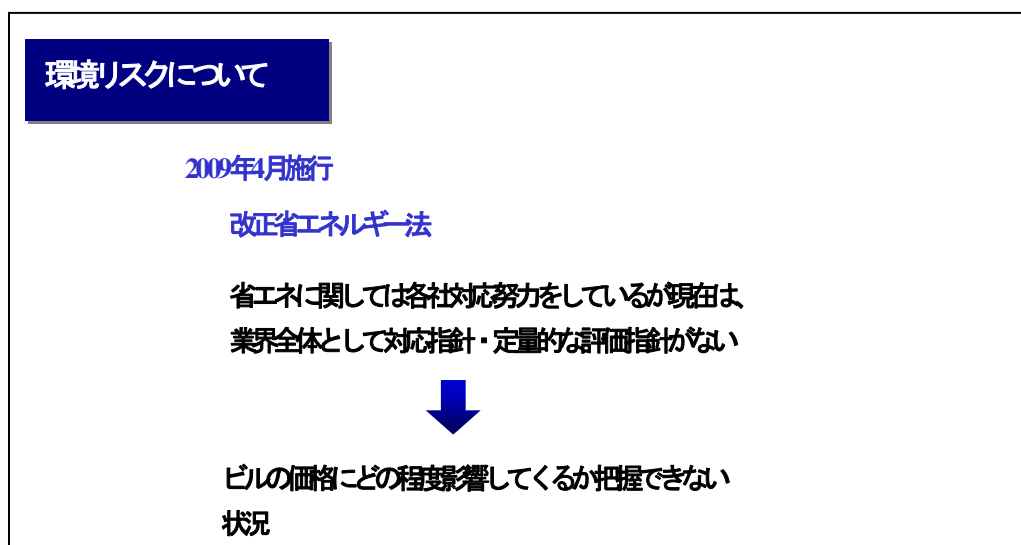 環境リスクについて
2009年4月施行
改正省エネルギー法
省エネに関しては各社対応努力をしているが現在は、
業界全体として対応指針・定量的な評価指針がない
ビルの価格にどの程度影響してくるか把握できない
状況